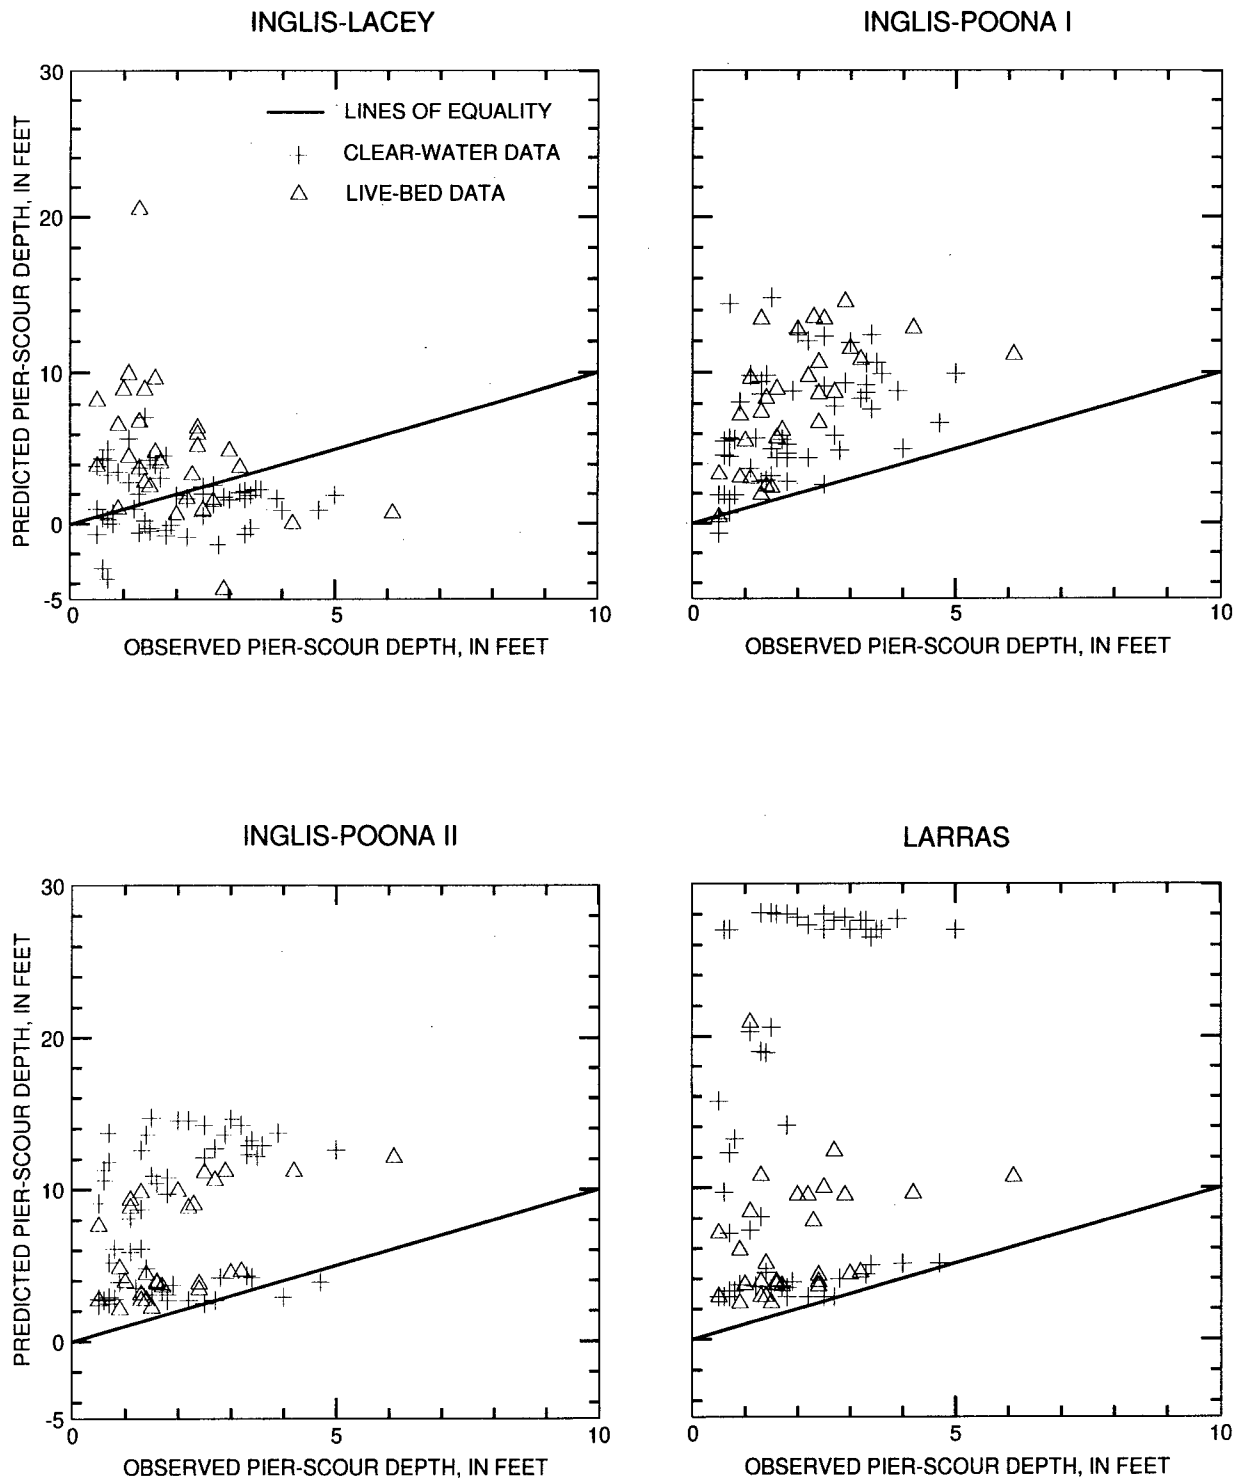 INGLIS-LACEY
30
20
10
0
-5
PREDICTED PIER-SCOUR DEPTH, IN FEET
LINES OF EQUALITY
CLEAR-WATER DATA
LIVE-BED DATA
0 5 10
OBSERVED PIER-SCOUR DEPTH, IN FEET
INGLIS-POONA I
0 5 10
OBSERVED PIER-SCOUR DEPTH, IN FEET
INGLIS-POONA II
30
20
10
0
-5
PREDICTED PIER-SCOUR DEPTH, IN FEET
0 5 10
OBSERVED PIER-SCOUR DEPTH, IN FEET
LARRAS
0 5 10
OBSERVED PIER-SCOUR DEPTH, IN FEET